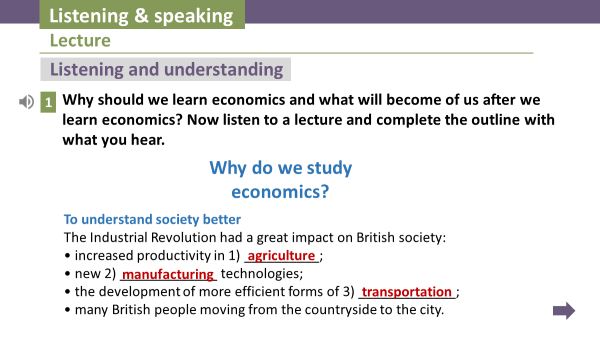 Listening & speaking
Lecture
Listening and understanding
1 Why should we learn economics and what will become of us after we
learn economics? Now listen to a lecture and complete the outline with
what you hear.
Why do we study
economics?
To understand society better
The Industrial Revolution had a great impact on British society:
• increased productivity in 1) agriculture;
• new 2) manufacturing technologies;
• the development of more efficient forms of 3) transportation;
• many British people moving from the countryside to the city.